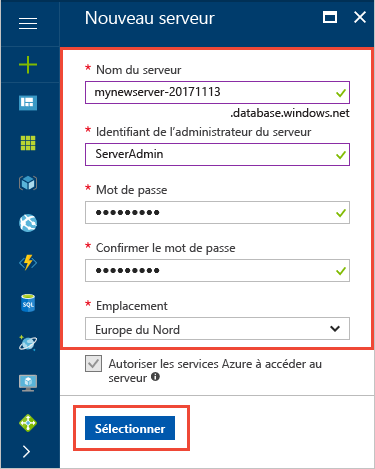 Nouveau serveur
* Nom du serveur
mynewserver-20171113
.database.windows.net
* Identifiant de l'administrateur du serveur
ServerAdmin
* Mot de passe
•••••••••
* Confirmer le mot de passe
•••••••••
* Emplacement
Europe du Nord
Autoriser les services Azure à accéder au
serveur
SQL
Sélectionner